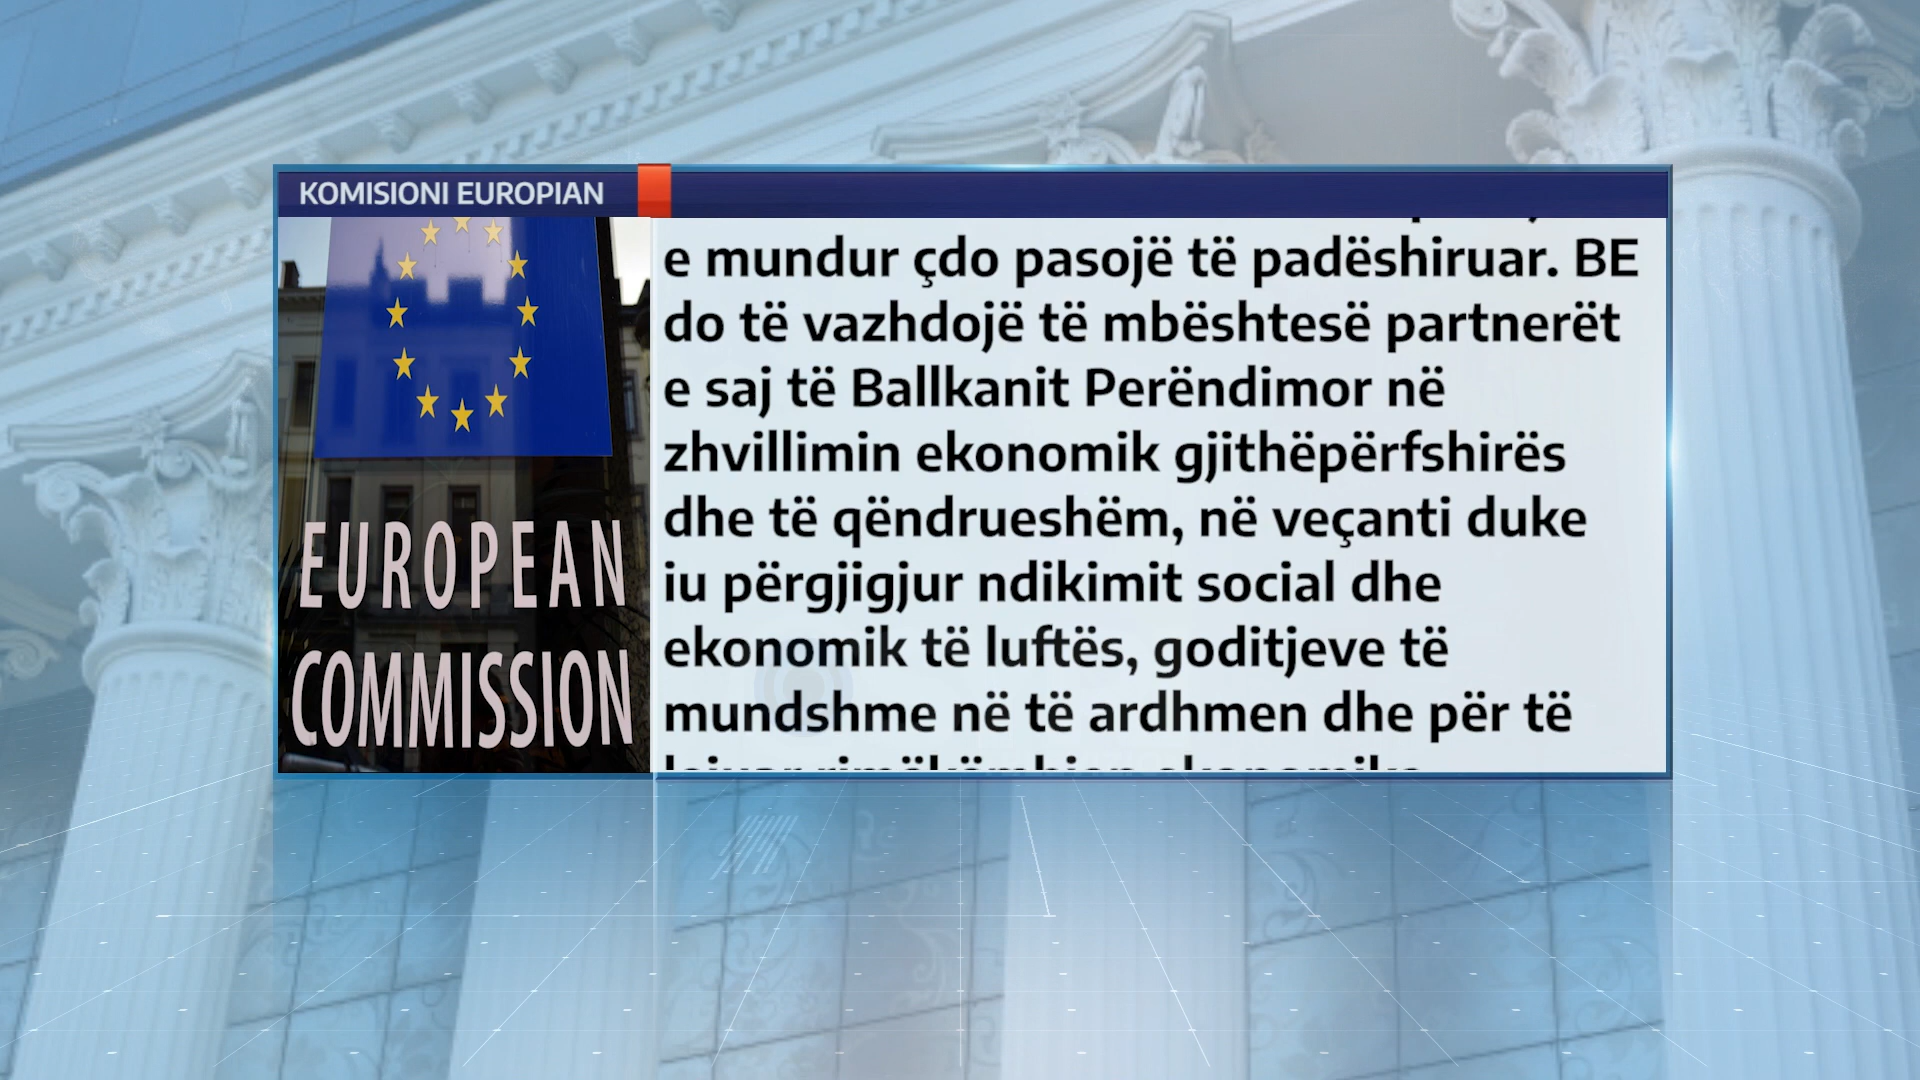 KOMISIONI EUROPIAN
EUROPEAN
COMMISSION
e mundur çdo pasojë të padëshiruar. BE
do të vazhdojë të mbështesë partnerët
e saj të Ballkanit Perëndimor në
zhvillimin ekonomik gjithëpërfshirës
dhe të qëndrueshëm, në veçanti duke
iu përgjigjur ndikimit social dhe
ekonomik të luftës, goditjeve të
mundshme në të ardhmen dhe për të